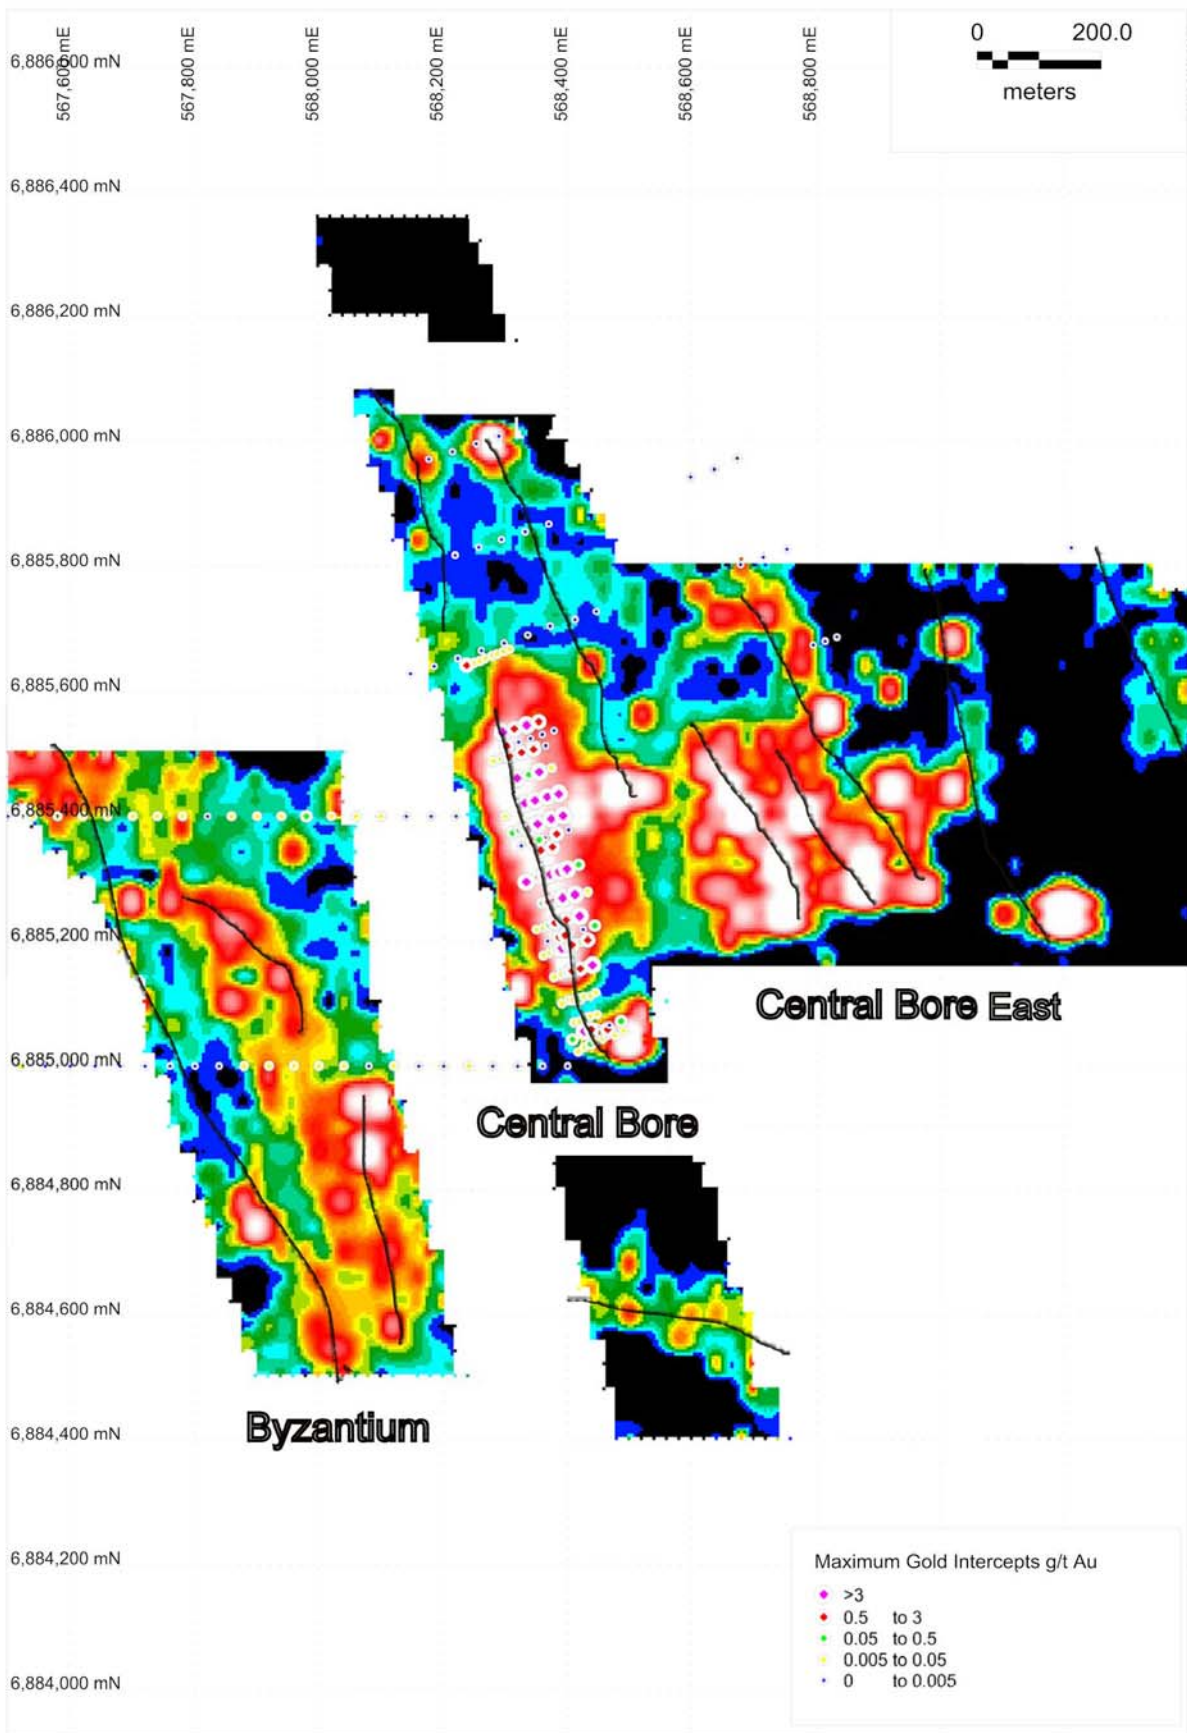 567,600 mE
567,800 mE
568,000 mE
568,200 mE
568,400 mE
568,600 mE
568,800 mE
0 200.0
meters
6,886,600 mN
6,886,400 mN
6,886,200 mN
6,886,000 mN
6,885,800 mN
6,885,600 mN
6,885,400 mN
6,885,200 mN
Central Bore East
6,885,000 mN
Central Bore
6,884,800 mN
6,884,600 mN
Byzantium
6,884,400 mN
6,884,200 mN
Maximum Gold Intercepts g/t Au
>3
0.5 to 3
0.05 to 0.5
0.005 to 0.05
0 to 0.005
6,884,000 mN